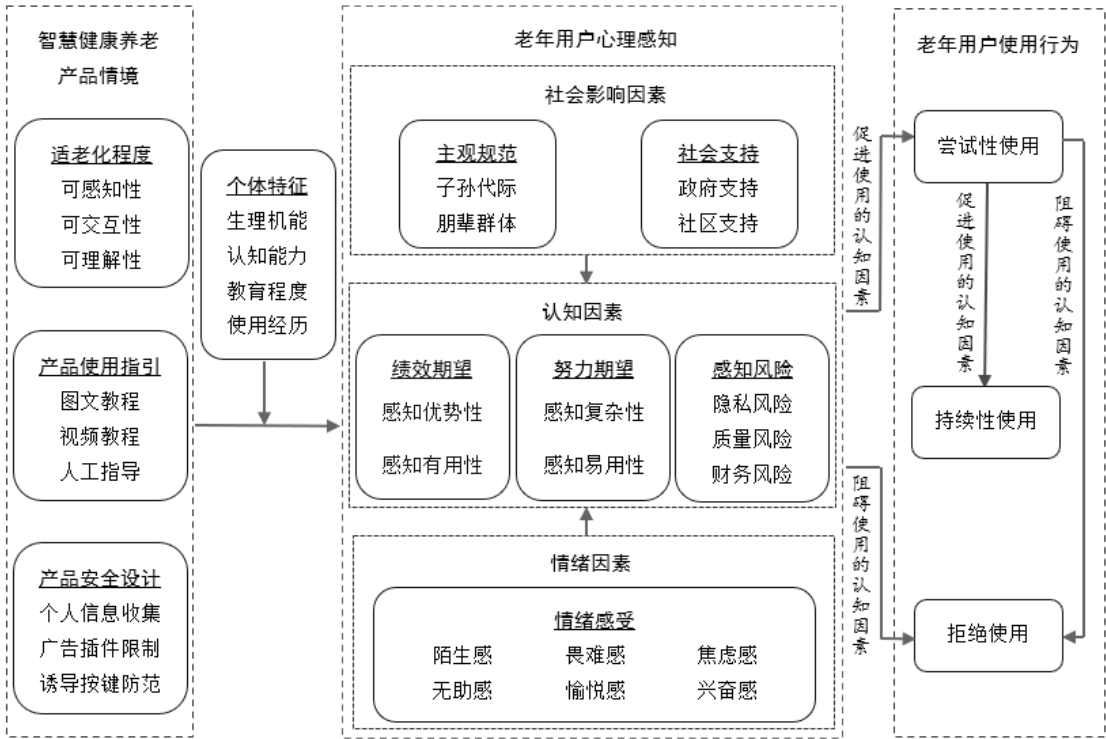 智慧健康养老
产品情境
适老化程度
可感知性
可交互性
可理解性
产品使用指引
图文教程
视频教程
人工指导
产品安全设计
个人信息收集
广告插件限制
诱导按键防范
个体特征
生理机能
认知能力
教育程度
使用经历
老年用户心理感知
社会影响因素
主观规范
子孙代际
朋辈群体
社会支持
政府支持
社区支持
认知因素
绩效期望
感知优势性
感知有用性
努力期望
感知复杂性
感知易用性
感知风险
隐私风险
质量风险
财务风险
情绪因素
情绪感受
陌生感 畏难感 焦虑感
无助感 愉悦感 兴奋感
促进使用的认知因素
阻碍使用的认知因素
老年用户使用行为
尝试性使用
促进使用的认知因素
阻碍使用的认知因素
持续性使用
拒绝使用